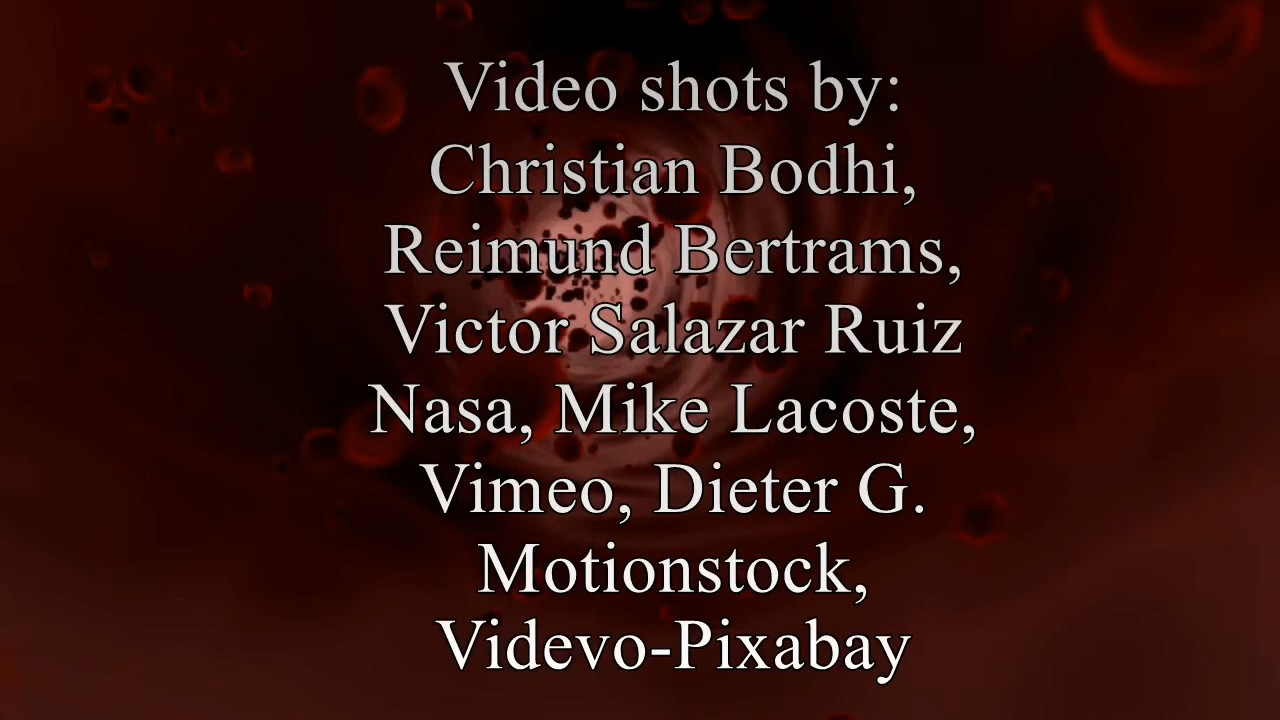 Video shots by:
Christian Bodhi,
Reimund Bertrams,
Victor Salazar Ruiz
Nasa, Mike Lacoste,
Vimeo, Dieter G.
Motionstock,
Videvo-Pixabay